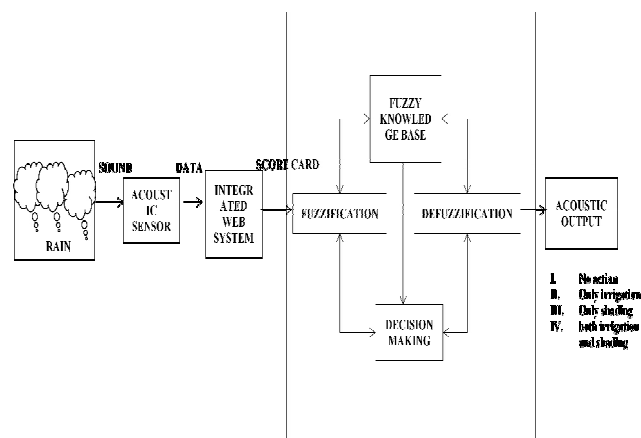 FUZZY
KNOWLED
GE BASE
SOUND
DATA
SCORE CARD
RAIN
ACOUST
IC
SENSOR
INTEGR
ATED
WEB
SYSTEM
FUZZIFICATION
DEFUZZIFICATION
ACOUSTIC
OUTPUT
DECISION
MAKING
I. No action
II. Only irrigation
III. Only shading
IV. both irrigation
and shading